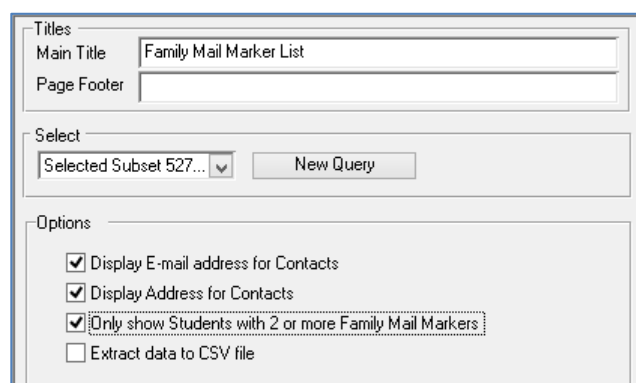 Titles
Main Title Family Mail Marker List
Page Footer
Select
Selected Subset 527... New Query
Options
Display E-mail address for Contacts
Display Address for Contacts
Only show Students with 2 or more Family Mail Markers
Extract data to CSV file